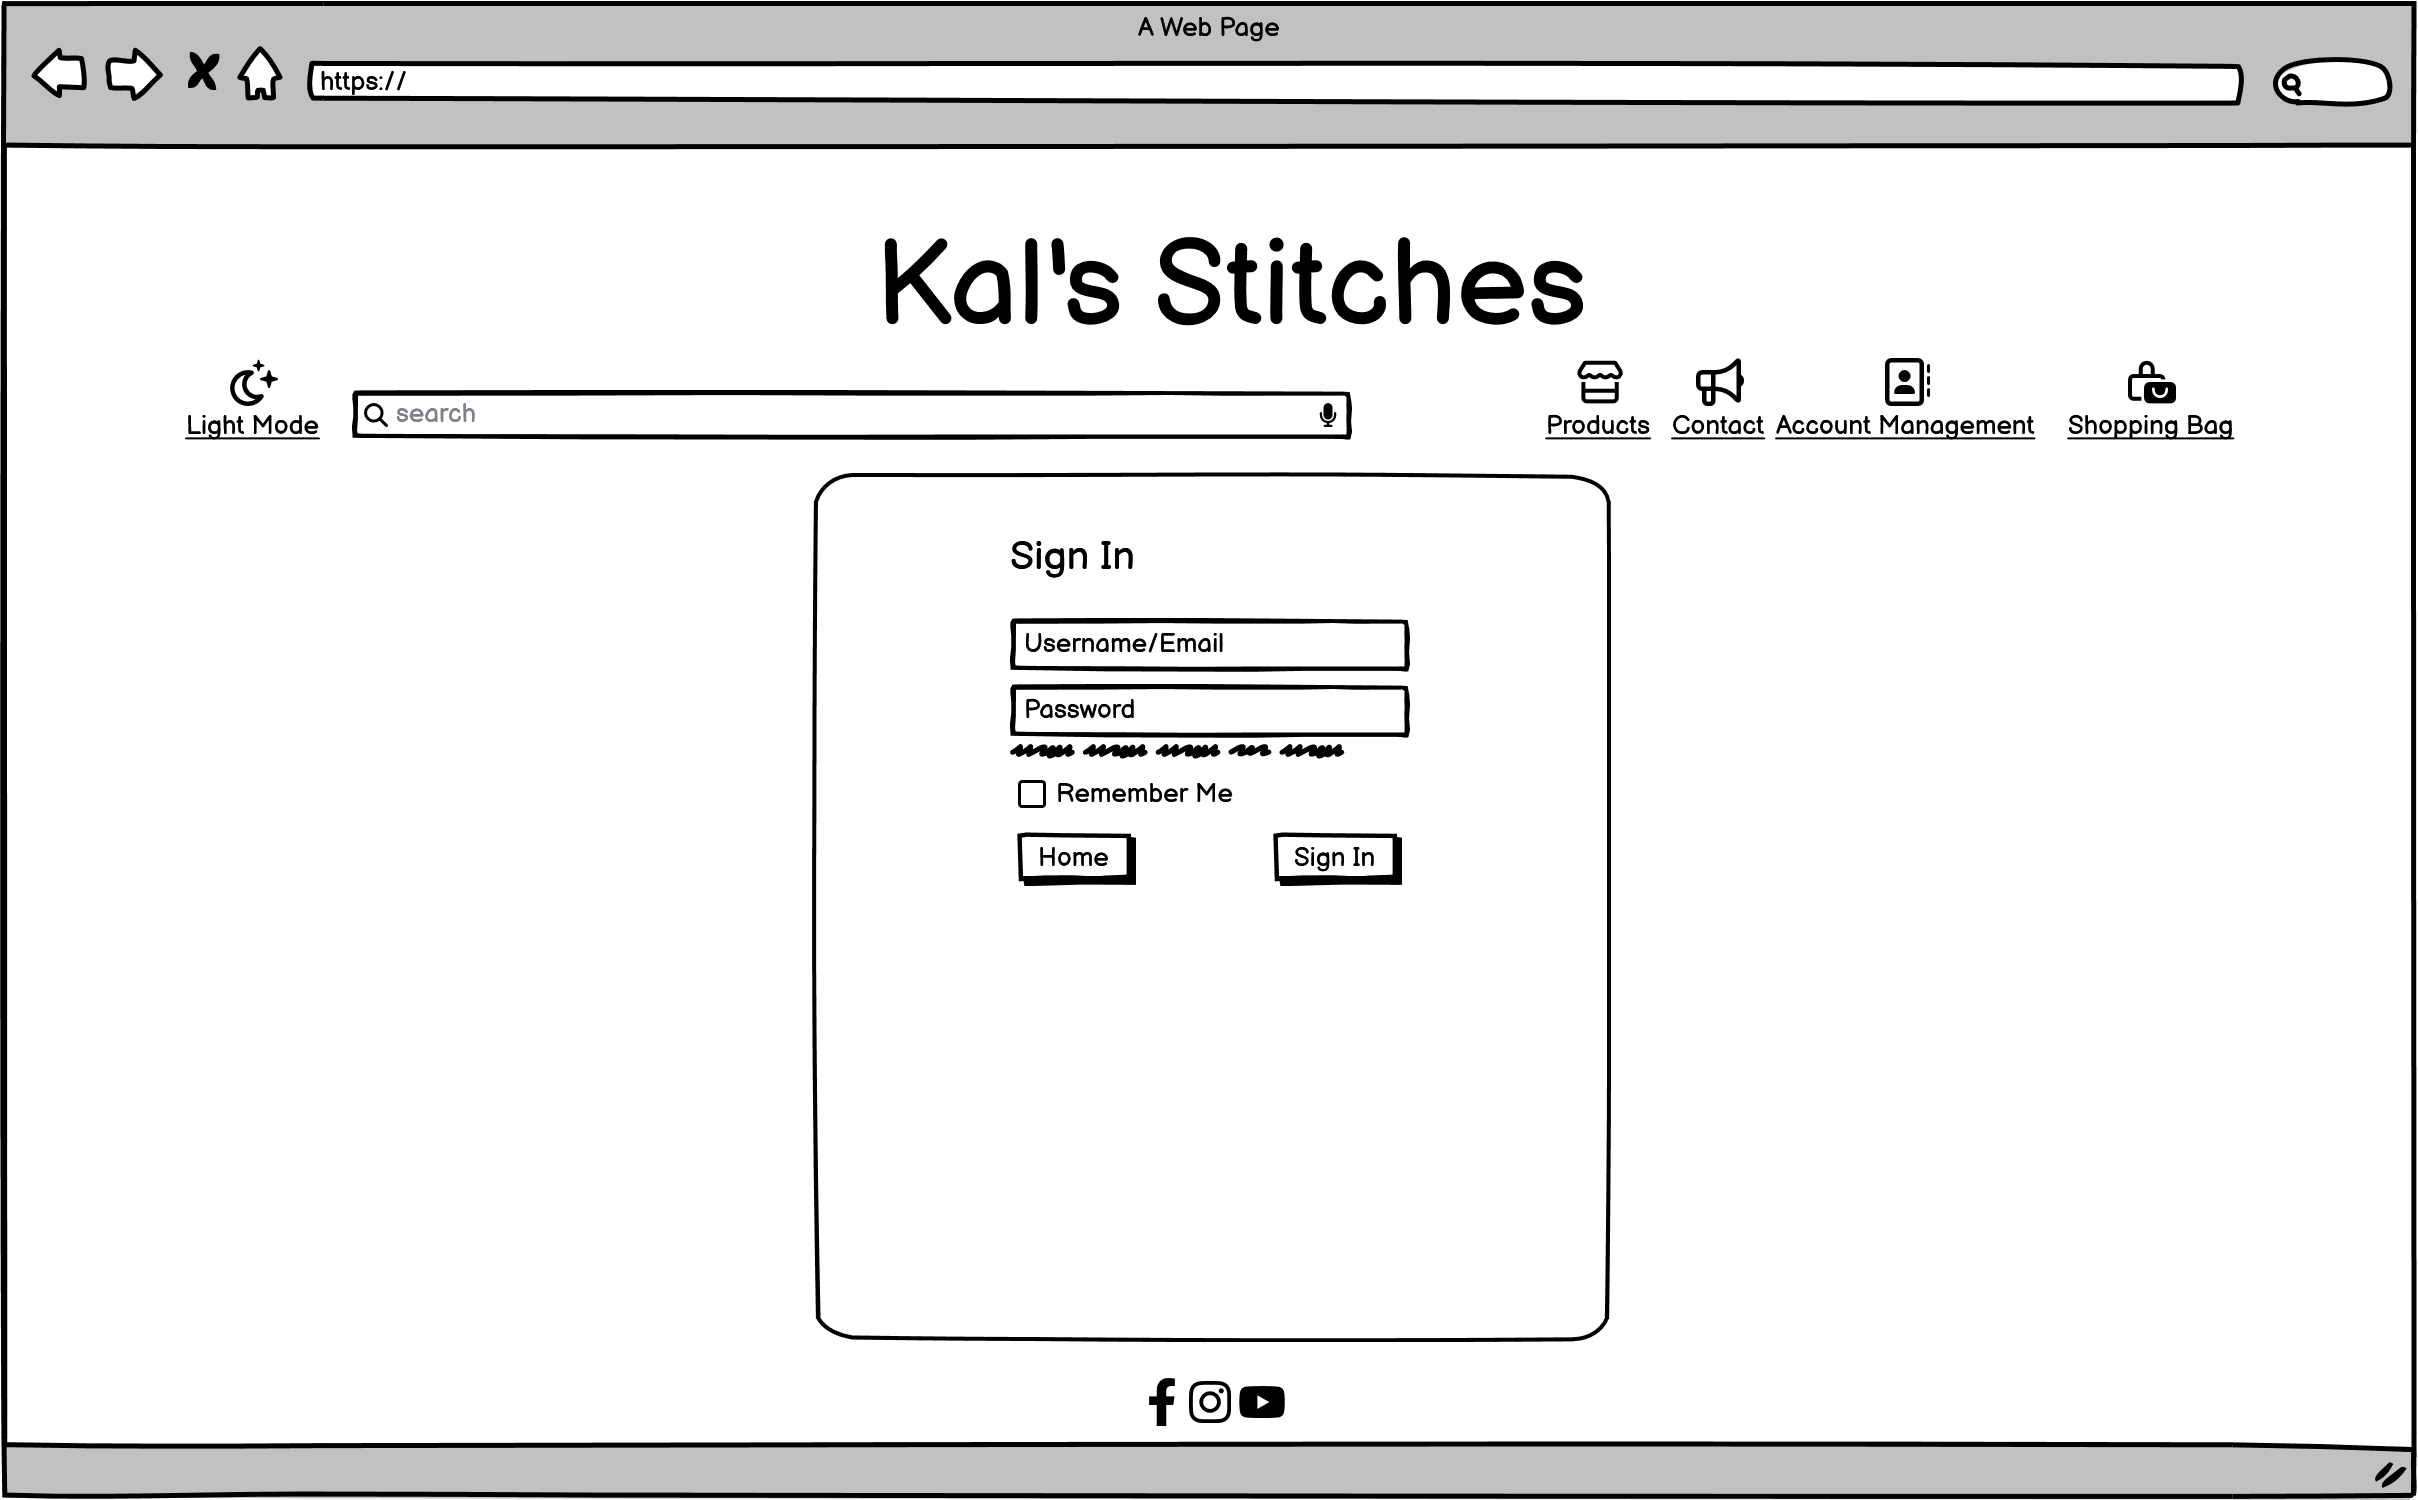 A Web Page
https://
Kal's Stitches
Light Mode
search
Products
Contact
Account Management
Shopping Bag
Sign In
Username/Email
Password
Remember Me
Home
Sign In